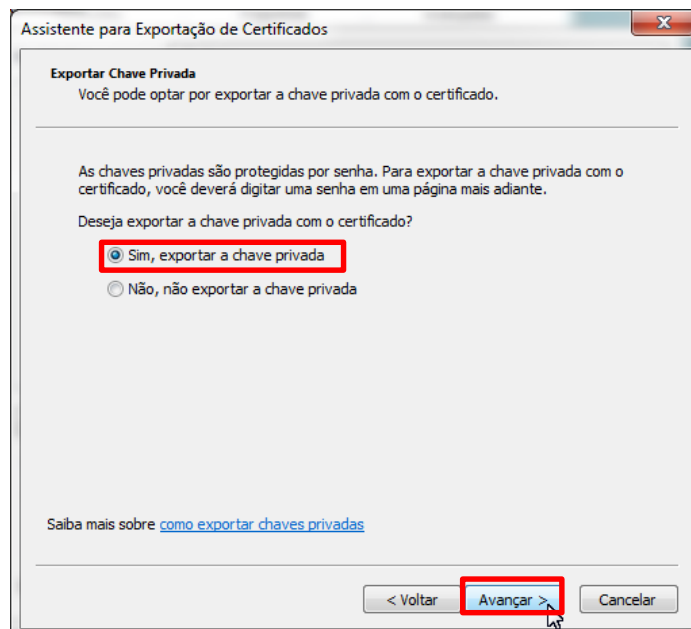 Assistente para Exportação de Certificados
Exportar Chave Privada
Você pode optar por exportar a chave privada com o certificado.
As chaves privadas são protegidas por senha. Para exportar a chave privada com o
certificado, você deverá digitar uma senha em uma página mais adiante.
Deseja exportar a chave privada com o certificado?
Sim, exportar a chave privada
Não, não exportar a chave privada
Saiba mais sobre como exportar chaves privadas
< Voltar
Avançar >
Cancelar